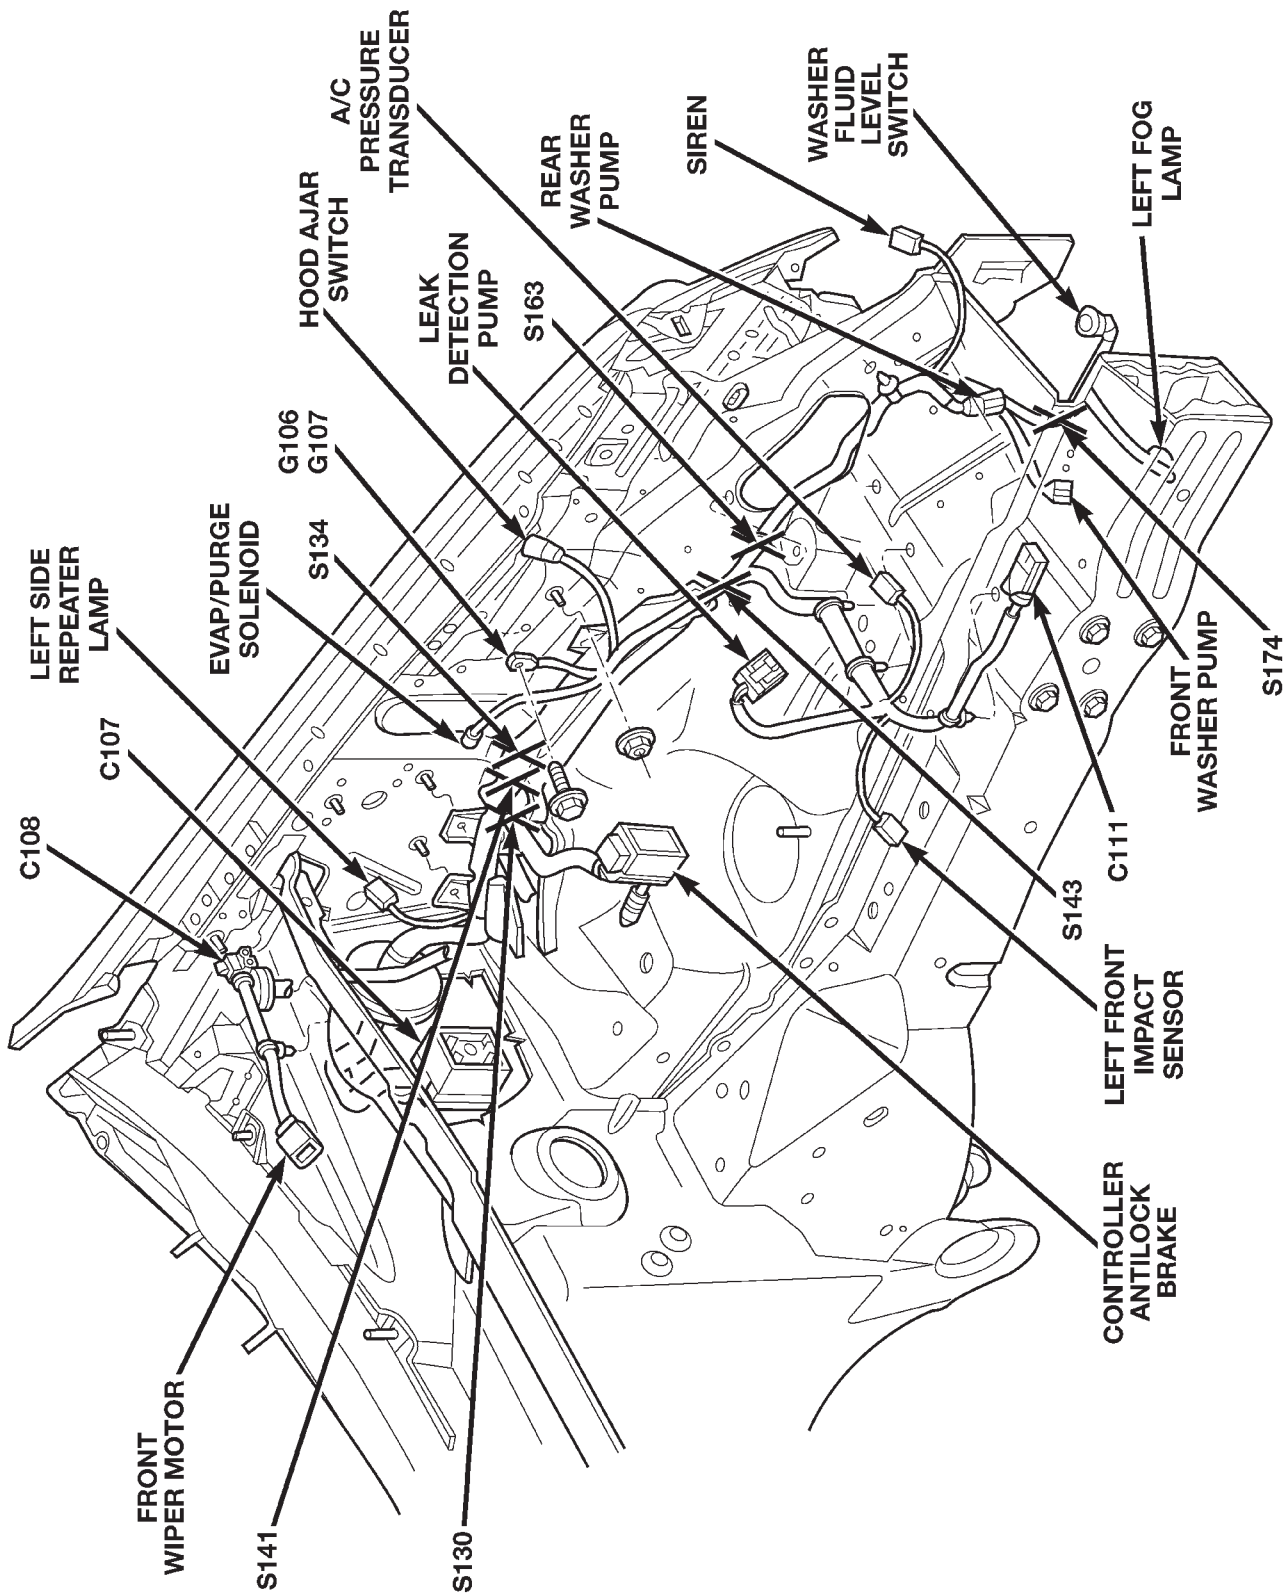 C108
C107
LEFT SIDE
REPEATER
LAMP
EVAP/PURGE
SOLENOID
S134
G106
G107
HOOD AJAR
SWITCH
LEAK
DETECTION
PUMP
S163
A/C
PRESSURE
TRANSDUCER
REAR
WASHER
PUMP
SIREN
WASHER
FLUID
LEVEL
SWITCH
LEFT FOG
LAMP
FRONT
WIPER MOTOR
S141
S130
CONTROLLER
ANTILOCK
BRAKE
LEFT FRONT
IMPACT
SENSOR
S143
C111
FRONT
WASHER PUMP
S174